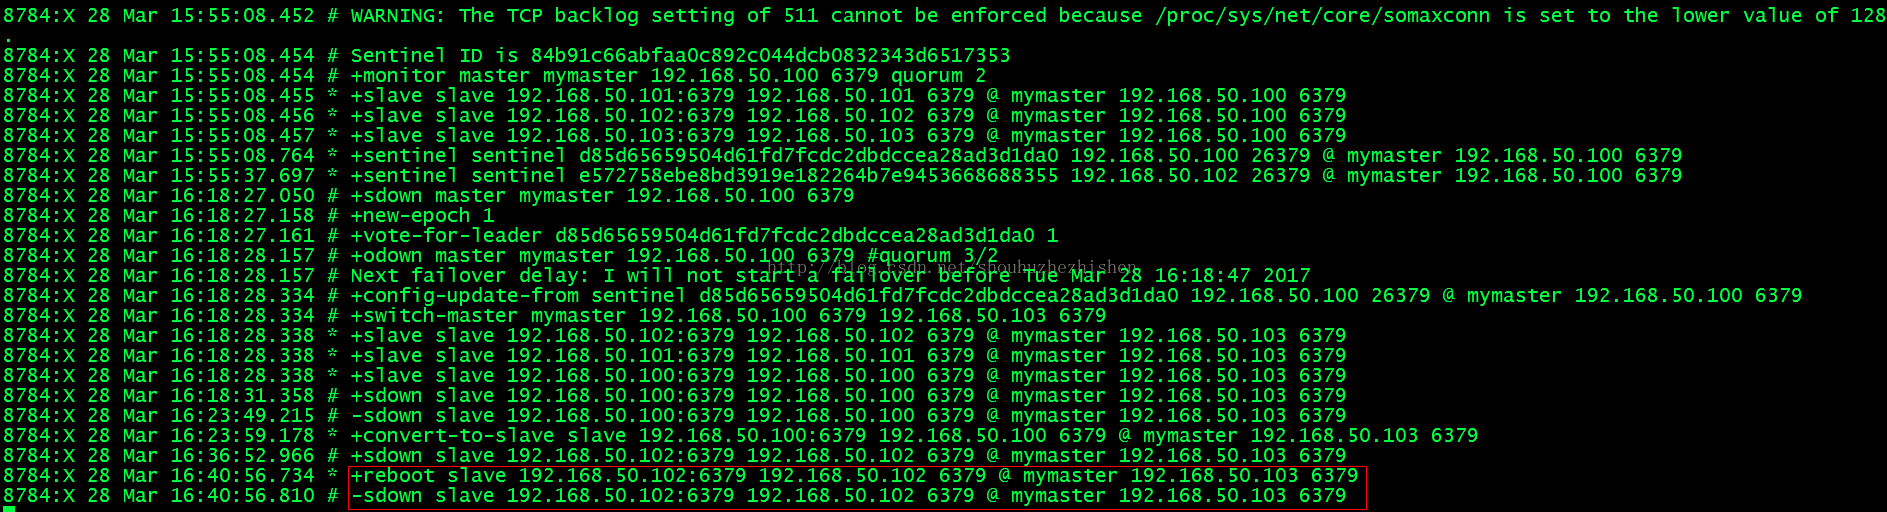 8784:X 28 Mar 15:55:08.452 # WARNING: The TCP backlog setting of 511 cannot be enforced because /proc/sys/net/core/somaxconn is set to the lower value of 128
.
8784:X 28 Mar 15:55:08.454 # Sentinel ID is 84b91c66abfaa0c892c044dcb0832343d6517353
8784:X 28 Mar 15:55:08.454 # +monitor master mymaster 192.168.50.100 6379 quorum 2
8784:X 28 Mar 15:55:08.455 * +slave slave 192.168.50.101:6379 192.168.50.101 6379 @ mymaster 192.168.50.100 6379
8784:X 28 Mar 15:55:08.456 * +slave slave 192.168.50.102:6379 192.168.50.102 6379 @ mymaster 192.168.50.100 6379
8784:X 28 Mar 15:55:08.457 * +slave slave 192.168.50.103:6379 192.168.50.103 6379 @ mymaster 192.168.50.100 6379
8784:X 28 Mar 15:55:08.764 * +sentinel sentinel d85d65659504d61fd7fcdc2dbdccea28ad3d1da0 192.168.50.100 26379 @ mymaster 192.168.50.100 6379
8784:X 28 Mar 15:55:37.697 * +sentinel sentinel e572758ebe8bd3919e182264b7e9453668688355 192.168.50.102 26379 @ mymaster 192.168.50.100 6379
8784:X 28 Mar 16:18:27.050 # +sdown master mymaster 192.168.50.100 6379
8784:X 28 Mar 16:18:27.158 # +new-epoch 1
8784:X 28 Mar 16:18:27.161 # +vote-for-leader d85d65659504d61fd7fcdc2dbdccea28ad3d1da0 1
8784:X 28 Mar 16:18:28.157 # +odown master mymaster 192.168.50.100 6379 #quorum 3/2
http://blog.csdn.net/shouhuzhezhishen
8784:X 28 Mar 16:18:28.157 # Next failover delay: I will not start a failover before Tue Mar 28 16:18:47 2017
8784:X 28 Mar 16:18:28.334 # +config-update-from sentinel d85d65659504d61fd7fcdc2dbdccea28ad3d1da0 192.168.50.100 26379 @ mymaster 192.168.50.100 6379
8784:X 28 Mar 16:18:28.334 # +switch-master mymaster 192.168.50.100 6379 192.168.50.103 6379
8784:X 28 Mar 16:18:28.338 * +slave slave 192.168.50.102:6379 192.168.50.102 6379 @ mymaster 192.168.50.103 6379
8784:X 28 Mar 16:18:28.338 * +slave slave 192.168.50.101:6379 192.168.50.101 6379 @ mymaster 192.168.50.103 6379
8784:X 28 Mar 16:18:28.338 * +slave slave 192.168.50.100:6379 192.168.50.100 6379 @ mymaster 192.168.50.103 6379
8784:X 28 Mar 16:18:31.358 # +sdown slave 192.168.50.100:6379 192.168.50.100 6379 @ mymaster 192.168.50.103 6379
8784:X 28 Mar 16:23:49.215 # -sdown slave 192.168.50.100:6379 192.168.50.100 6379 @ mymaster 192.168.50.103 6379
8784:X 28 Mar 16:23:59.178 * +convert-to-slave slave 192.168.50.100:6379 192.168.50.100 6379 @ mymaster 192.168.50.103 6379
8784:X 28 Mar 16:36:52.966 # +sdown slave 192.168.50.102:6379 192.168.50.102 6379 @ mymaster 192.168.50.103 6379
8784:X 28 Mar 16:40:56.734 * +reboot slave 192.168.50.102:6379 192.168.50.102 6379 @ mymaster 192.168.50.103 6379
8784:X 28 Mar 16:40:56.810 # -sdown slave 192.168.50.102:6379 192.168.50.102 6379 @ mymaster 192.168.50.103 6379